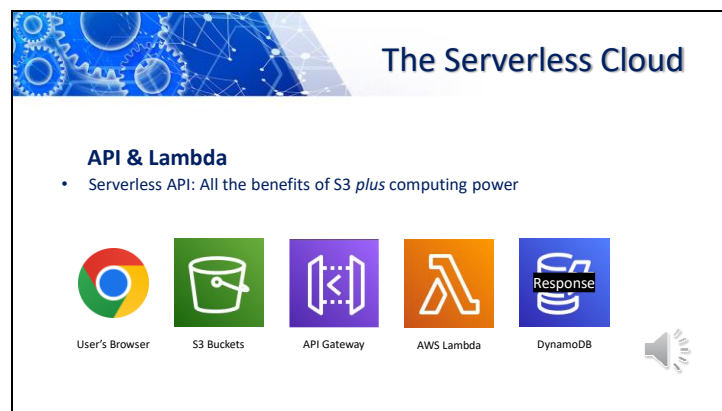 The Serverless Cloud
API & Lambda
• Serverless API: All the benefits of S3 plus computing power
Response
User's Browser S3 Buckets API Gateway AWS Lambda DynamoDB